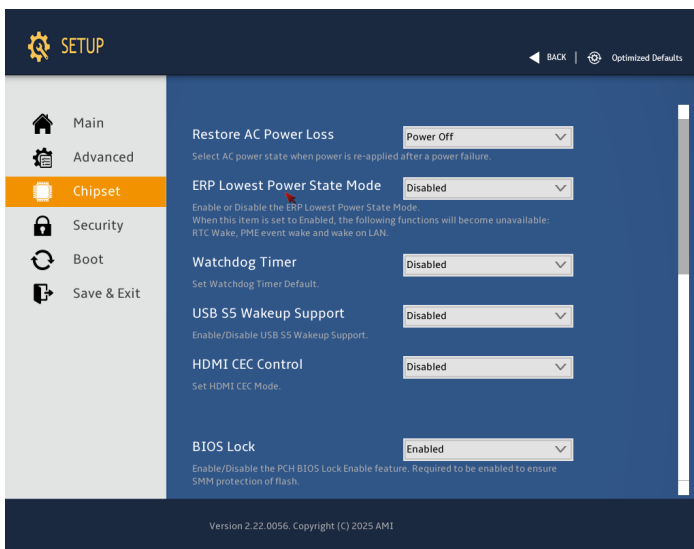 SETUP
BACK
Optimized Defaults
Main
Advanced
Chipset
Security
Boot
Save & Exit
Restore AC Power Loss
Power Off
Select AC power state when power is re-applied after a power failure.
ERP Lowest Power State Mode
Disabled
Enable or Disable the ERP Lowest Power State Mode.
When this item is set to Enabled, the following functions will become unavailable:
RTC Wake, PME event wake and wake on LAN.
Watchdog Timer
Disabled
Set Watchdog Timer Default.
USB S5 Wakeup Support
Disabled
Enable/Disable USB S5 Wakeup Support.
HDMI CEC Control
Disabled
Set HDMI CEC Mode.
BIOS Lock
Enabled
Enable/Disable the PCH BIOS Lock Enable feature. Required to be enabled to ensure
SMM protection of flash.
Version 2.22.0056. Copyright (C) 2025 AMI